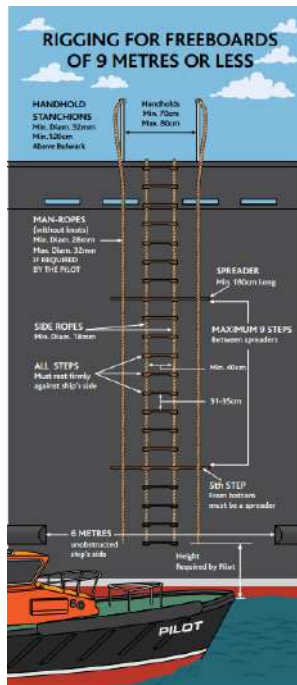 RIGGING FOR FREEBOARDS
OF 9 METRES OR LESS
HANDHOLD
STANCHIONS
Min. Diam. 32mm
Min. 120cm
Above Bulwark
Handholds
Min. 70cm
Max. 80cm
MAN-ROPES
(without knots)
Min. Diam. 28mm
Max. Diam. 32mm
IF REQUIRED
BY THE PILOT
SPREADER
Min. 180cm long
SIDE ROPES
Min. Diam. 18mm
MAXIMUM 9 STEPS
Between spreaders
ALL STEPS
Must rest firmly
against ship's side
Min. 40cm
31-35cm
5th STEP
From bottom
must be a spreader
6 METRES
unobstructed
ship's side
Height
Required by Pilot
PILOT